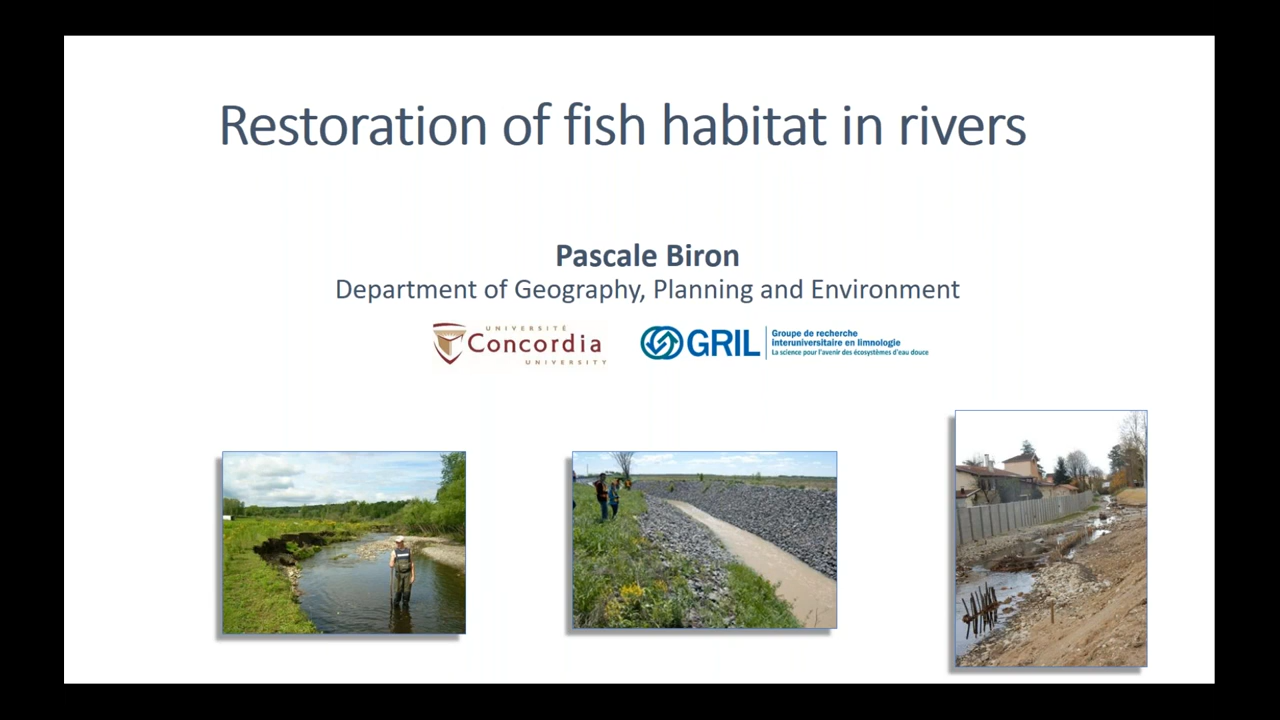 Restoration of fish habitat in rivers
Pascale Biron
Department of Geography, Planning and Environment
UNIVERSITÉ
Concordia
UNIVERSITY
GRIL
Groupe de recherche
interuniversitaire en limnologie
La science pour l'avenir des écosystèmes d'eau douce